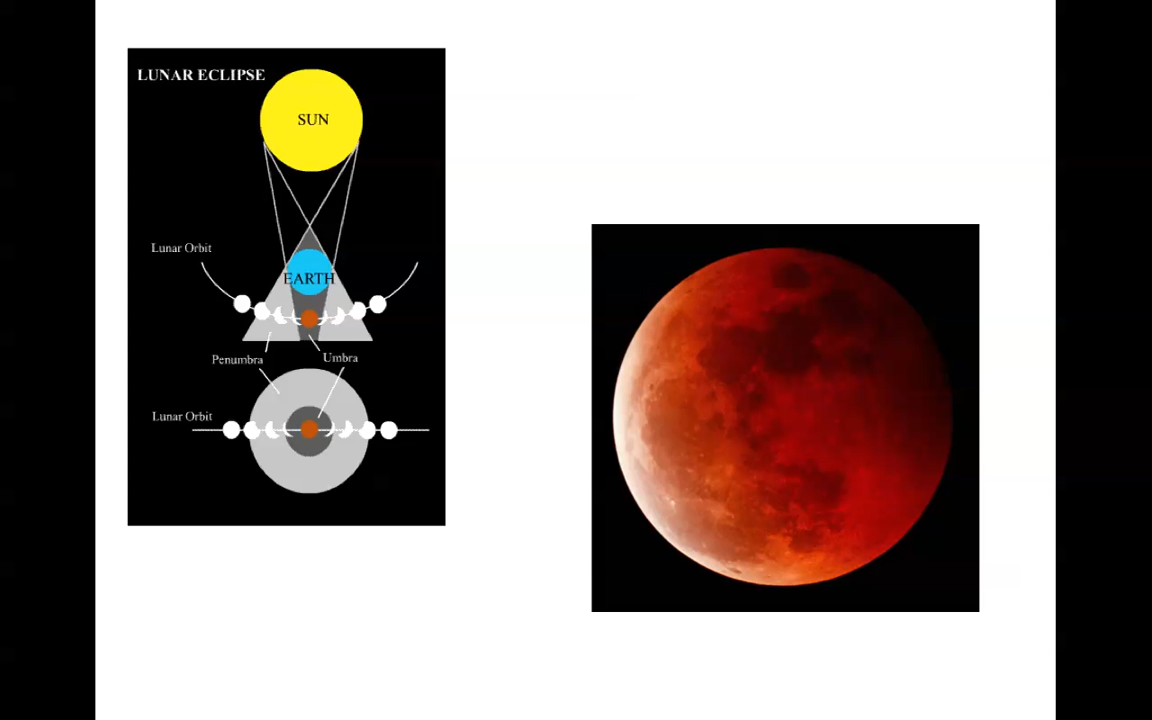 LUNAR ECLIPSE
SUN
Lunar Orbit
EARTH
Penumbra
Umbra
Lunar Orbit